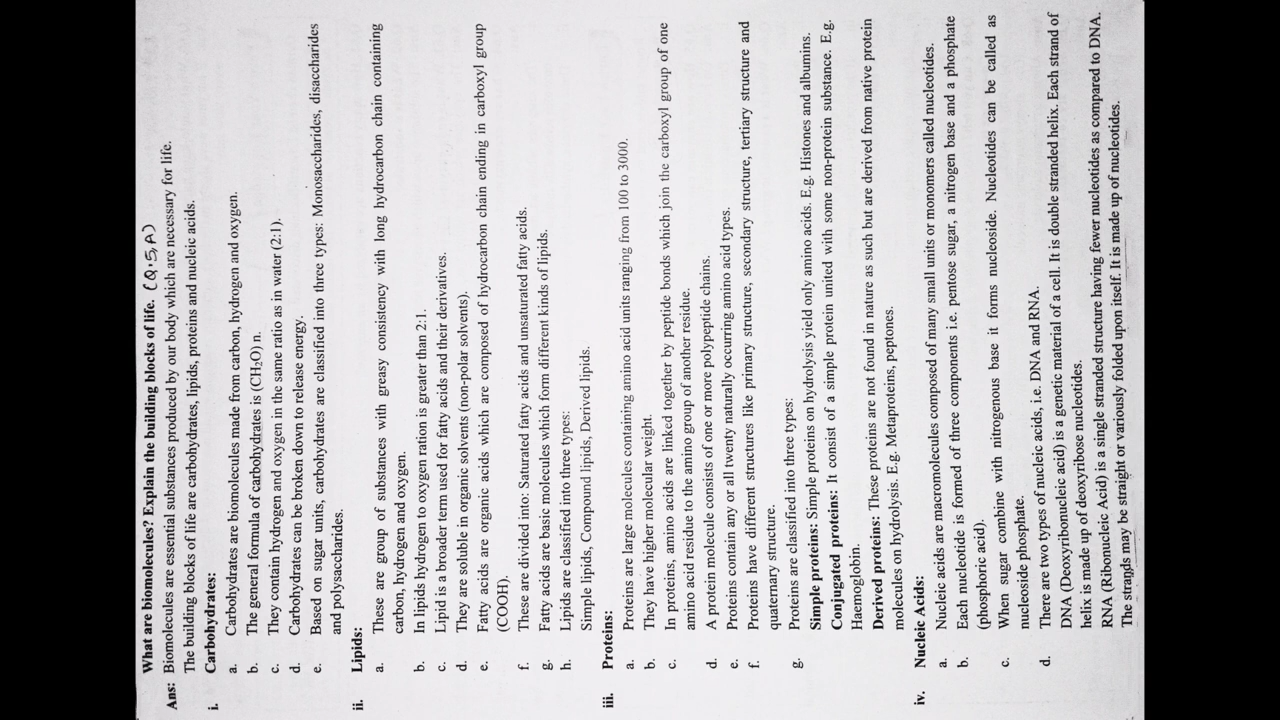 What are biomolecules? Explain the building blocks of life. (Q.5,A)
Ans: Biomolecules are essential substances produced by our body which are necessary for life.
The building blocks of life are carbohydrates, lipids, proteins and nucleic acids.
i. Carbohydrates:
a. Carbohydrates are biomolecules made from carbon, hydrogen and oxygen.
b. The general formula of carbohydrates is (CH₂O) n.
c. They contain hydrogen and oxygen in the same ratio as in water (2:1).
d. Carbohydrates can be broken down to release energy.
e. Based on sugar units, carbohydrates are classified into three types: Monosaccharides, disaccharides
and polysaccharides.
ii. Lipids:
a. These are group of substances with greasy consistency with long hydrocarbon chain containing
carbon, hydrogen and oxygen.
b. In lipids hydrogen to oxygen ration is greater than 2:1.
c. Lipid is a broader term used for fatty acids and their derivatives.
d. They are soluble in organic solvents (non-polar solvents).
e. Fatty acids are organic acids which are composed of hydrocarbon chain ending in carboxyl group
(COOH).
f. These are divided into: Saturated fatty acids and unsaturated fatty acids.
g. Fatty acids are basic molecules which form different kinds of lipids.
h. Lipids are classified into three types:
Simple lipids, Compound lipids, Derived lipids.
iii. Proteins:
a. Proteins are large molecules containing amino acid units ranging from 100 to 3000.
b. They have higher molecular weight.
c. In proteins, amino acids are linked together by peptide bonds which join the carboxyl group of one
amino acid residue to the amino group of another residue.
d. A protein molecule consists of one or more polypeptide chains.
e. Proteins contain any or all twenty naturally occurring amino acid types.
f. Proteins have different structures like primary structure, secondary structure, tertiary structure and
quaternary structure.
g. Proteins are classified into three types:
Simple proteins: Simple proteins on hydrolysis yield only amino acids. E.g. Histones and albumins.
Conjugated proteins: It consist of a simple protein united with some non-protein substance. E.g.
Haemoglobin.
Derived proteins: These proteins are not found in nature as such but are derived from native protein
molecules on hydrolysis. E.g. Metaproteins, peptones.
iv. Nucleic Acids:
a. Nucleic acids are macromolecules composed of many small units or monomers called nucleotides.
b. Each nucleotide is formed of three components i.e. pentose sugar, a nitrogen base and a phosphate
(phosphoric acid).
c. When sugar combine with nitrogenous base it forms nucleoside. Nucleotides can be called as
nucleoside phosphate.
d. There are two types of nucleic acids, i.e. DNA and RNA.
DNA (Deoxyribonucleic acid) is a genetic material of a cell. It is double stranded helix. Each strand of
helix is made up of deoxyribose nucleotides.
RNA (Ribonucleic Acid) is a single stranded structure having fewer nucleotides as compared to DNA.
The strands may be straight or variously folded upon itself. It is made up of nucleotides.